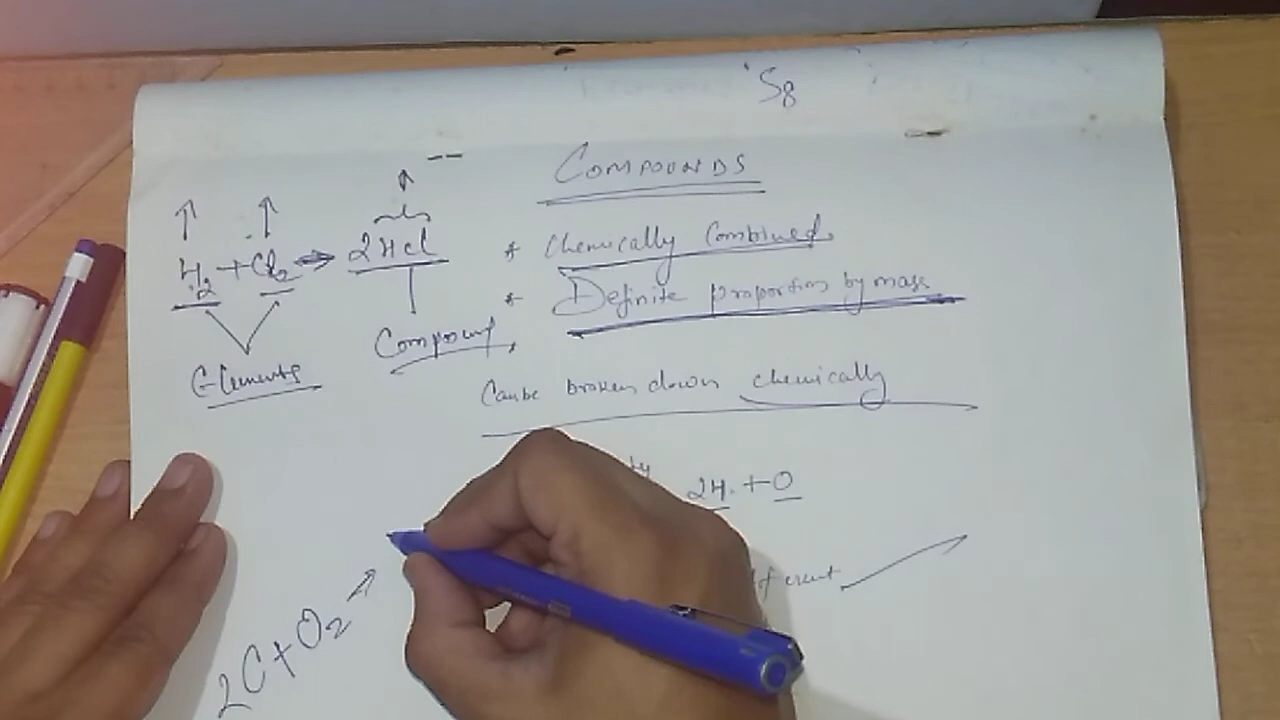 S8
COMPOUNDS
H2 + Cl2 ⇒ 2HCl
* Chemically Combined.
* Definite proportion by mass
Elements
Compound,
Can be broken down chemically
2H + O
2C + O2 →